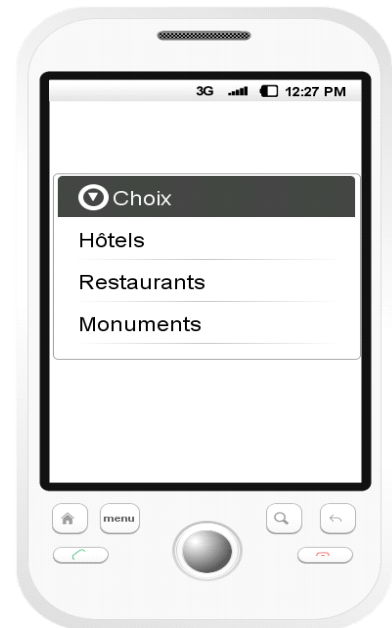 3G 12:27 PM
Choix
Hôtels
Restaurants
Monuments
menu